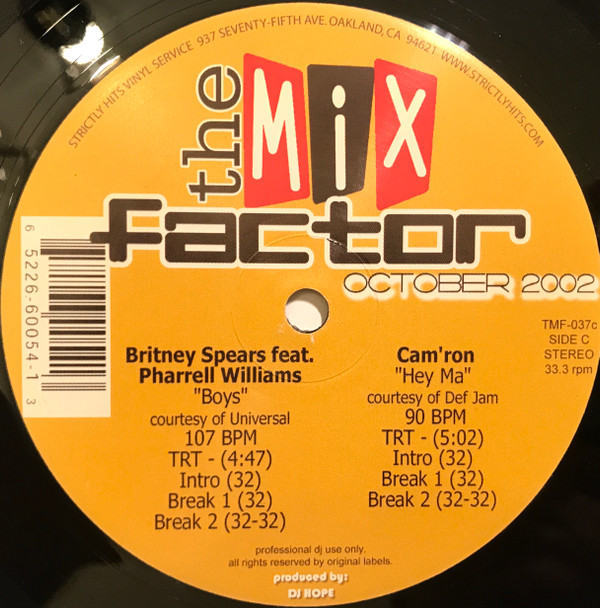 STRICTLY HITS VINYL SERVICE 937 SEVENTY-FIFTH AVE. OAKLAND, CA 94621 WWW.STRICTLYHITS.COM
the MiX
factor
OCTOBER 2002
6 52266-60054-1 3
TMF-037c
SIDE C
STEREO
33.3 rpm
Britney Spears feat.
Pharrell Williams
"Boys"
courtesy of Universal
107 BPM
TRT - (4:47)
Intro (32)
Break 1 (32)
Break 2 (32-32)
Cam'ron
"Hey Ma"
courtesy of Def Jam
90 BPM
TRT - (5:02)
Intro (32)
Break 1 (32)
Break 2 (32-32)
professional dj use only.
all rights reserved by original labels.
produced by:
DJ HOPE